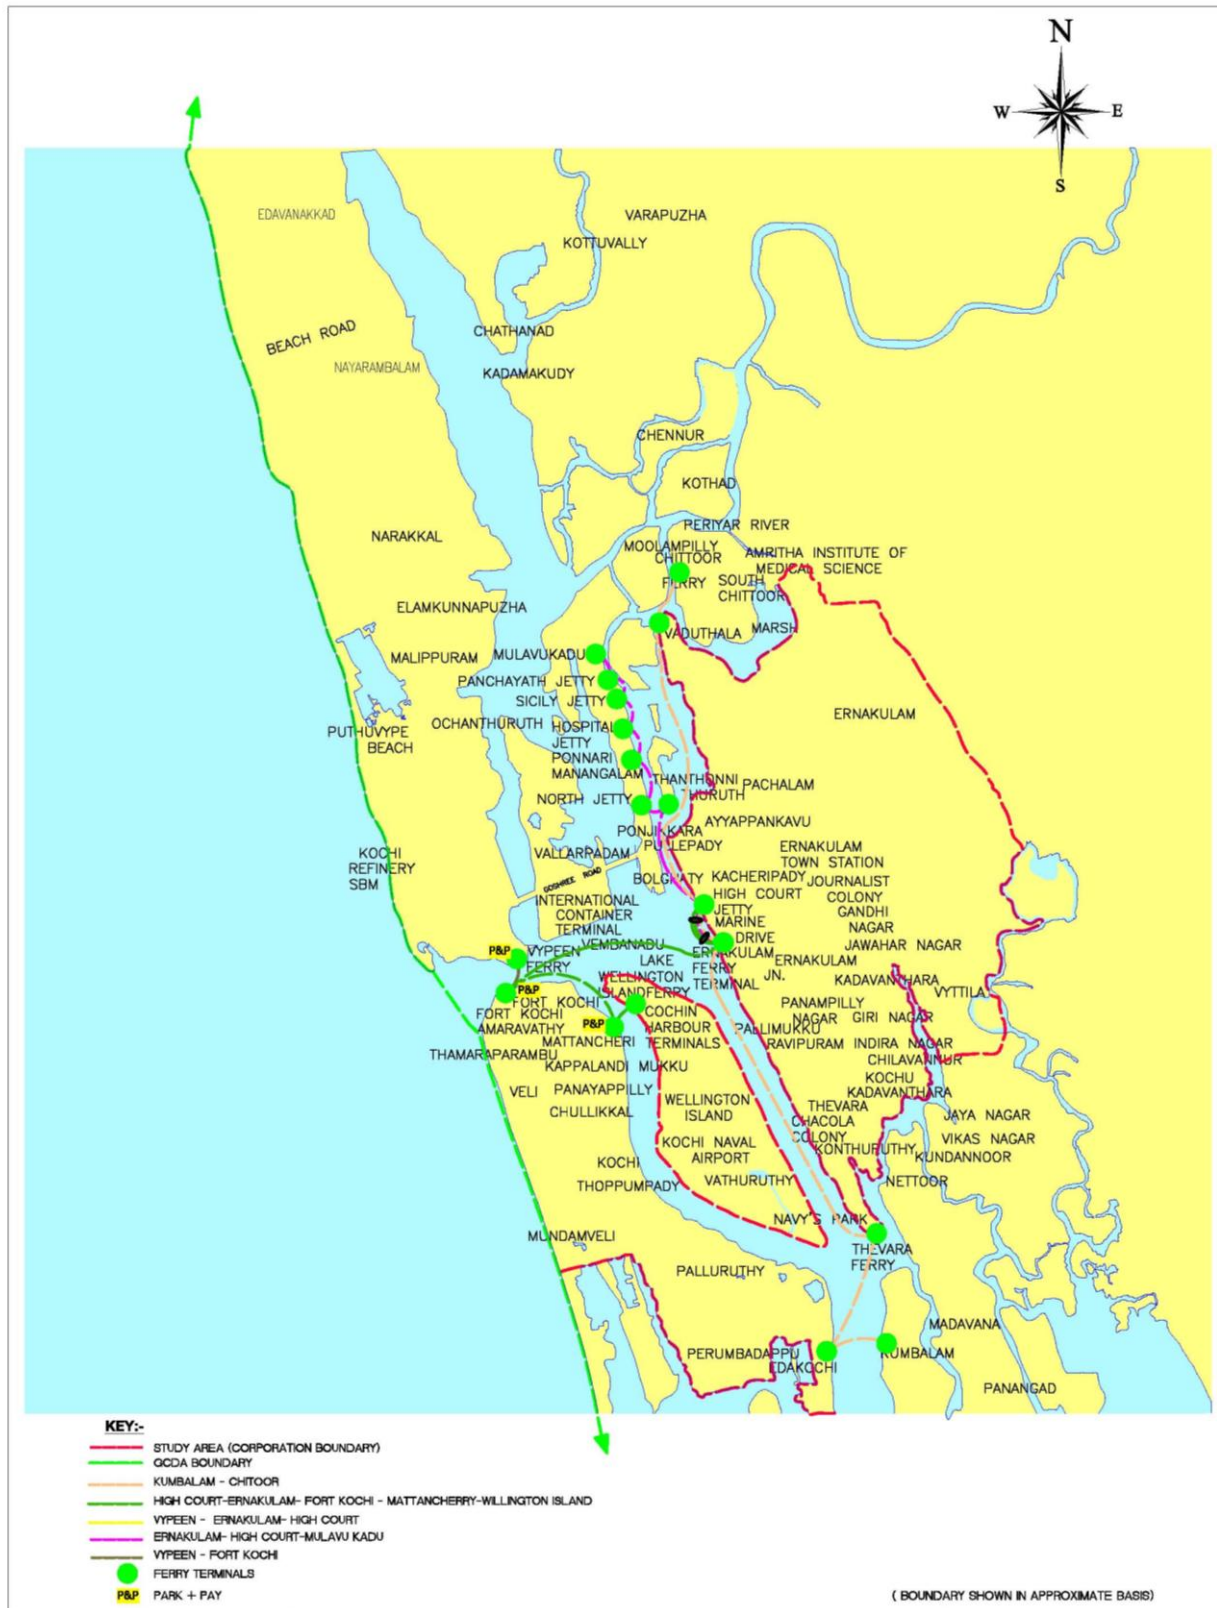 N
W
E
S
EDAVANAKKAD
VARAPUZHA
KOTTUVALLY
BEACH ROAD
CHATHANAD
NAYARAMBALAM
KADAMAKUDY
CHENNUR
KOTHAD
PERIYAR RIVER
NARAKKAL
MOOLAMPILLY
CHITTOOR
FERRY
AMRITHA INSTITUTE OF
MEDICAL SCIENCE
SOUTH
CHITTOOR
ELAMKUNNAPUZHA
VADUTHALA
MARSH
MALIPPURAM
MULAVUKADU
PANCHAYATH JETTY
SICILY JETTY
OCHANTHURUTH
HOSPITAL
JETTY
ERNAKULAM
PUTHUVYPE
BEACH
PONNARI
MANANGALAM
THANTHONNI
THURUTH
PACHALAM
NORTH JETTY
PONJIKKARA
AYYAPPANKAVU
PULLEPADY
KOCHI
REFINERY
SBM
VALLARPADAM
ERNAKULAM
TOWN STATION
GOSHREE ROAD
BOLGHATY
KACHERIPADY
JOURNALIST
COLONY
HIGH COURT
JETTY
INTERNATIONAL
CONTAINER
TERMINAL
GANDHI
NAGAR
MARINE
DRIVE
P&P
VYPEEN
FERRY
VEMBANADU
LAKE
JAWAHAR NAGAR
ERNAKULAM
FERRY
TERMINAL
ERNAKULAM
JN.
KADAVANTHARA
VYTTILA
P&P
FORT KOCHI
WELLINGTON
ISLANDFERRY
FORT KOCHI
AMARAVATHY
P&P
COCHIN
HARBOUR
TERMINALS
PANAMPILLY
NAGAR
GIRI NAGAR
MATTANCHERI
PALLIMUKKU
RAVIPURAM
INDIRA NAGAR
THAMARAPARAMBU
KAPPALANDI MUKKU
CHILAVANNUR
KOCHU
KADAVANTHARA
VELI
PANAYAPPILLY
CHULLIKKAL
WELLINGTON
ISLAND
THEVARA
CHACOLA
COLONY
JAYA NAGAR
KOCHI NAVAL
AIRPORT
KONTHURUTHY
VIKAS NAGAR
KUNDANNOOR
KOCHI
THOPPUMPADY
VATHURUTHY
NETTOOR
NAVY'S PARK
MUNDAMVELI
THEVARA
FERRY
PALLURUTHY
MADAVANA
PERUMBADAPPU
EDAKOCHI
KUMBALAM
PANANGAD
KEY:-
STUDY AREA (CORPORATION BOUNDARY)
GCDA BOUNDARY
KUMBALAM - CHITOOR
HIGH COURT-ERNAKULAM- FORT KOCHI - MATTANCHERRY-WILLINGTON ISLAND
VYPEEN - ERNAKULAM- HIGH COURT
ERNAKULAM- HIGH COURT-MULAVU KADU
VYPEEN - FORT KOCHI
FERRY TERMINALS
P&P PARK + PAY
( BOUNDARY SHOWN IN APPROXIMATE BASIS)